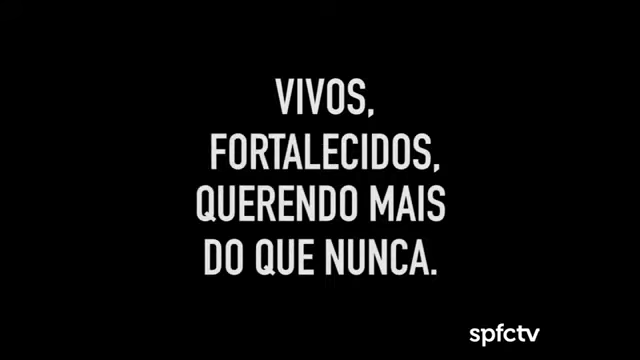 VIVOS,
FORTALECIDOS,
QUERENDO MAIS
DO QUE NUNCA.
spfctv